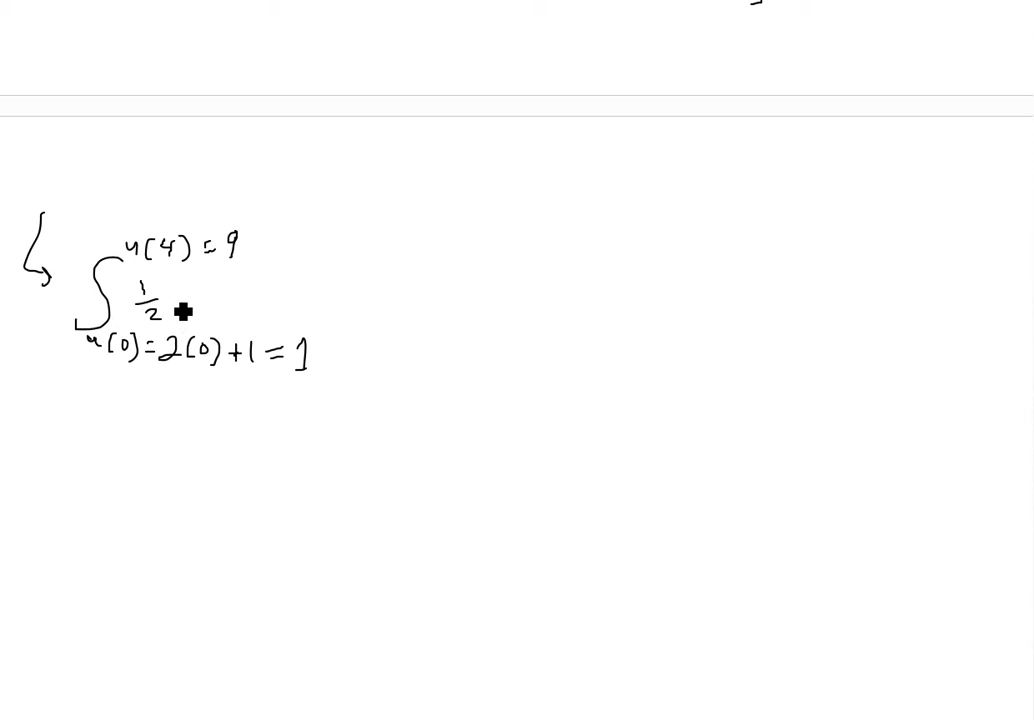 u(4) = 9
∫ 1/2
u(0) = 2(0) + 1 = 1